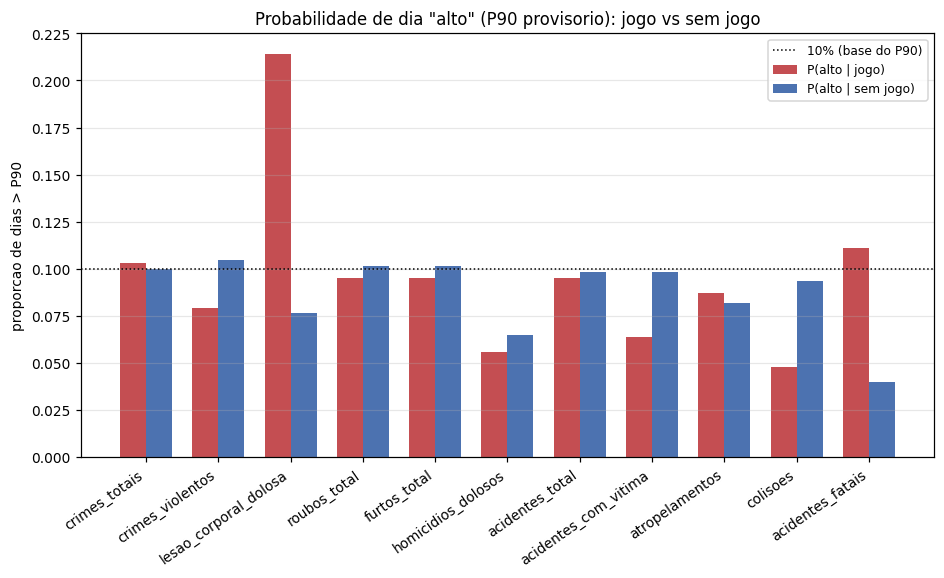 Probabilidade de dia "alto" (P90 provisorio): jogo vs sem jogo
proporcao de dias > P90
0.225
0.200
0.175
0.150
0.125
0.100
0.075
0.050
0.025
0.000
10% (base do P90)
P(alto | jogo)
P(alto | sem jogo)
crimes_totais
crimes_violentos
lesao_corporal_dolosa
roubos_total
furtos_total
homicidios_dolosos
acidentes_total
acidentes_com_vitima
atropelamentos
colisoes
acidentes_fatais